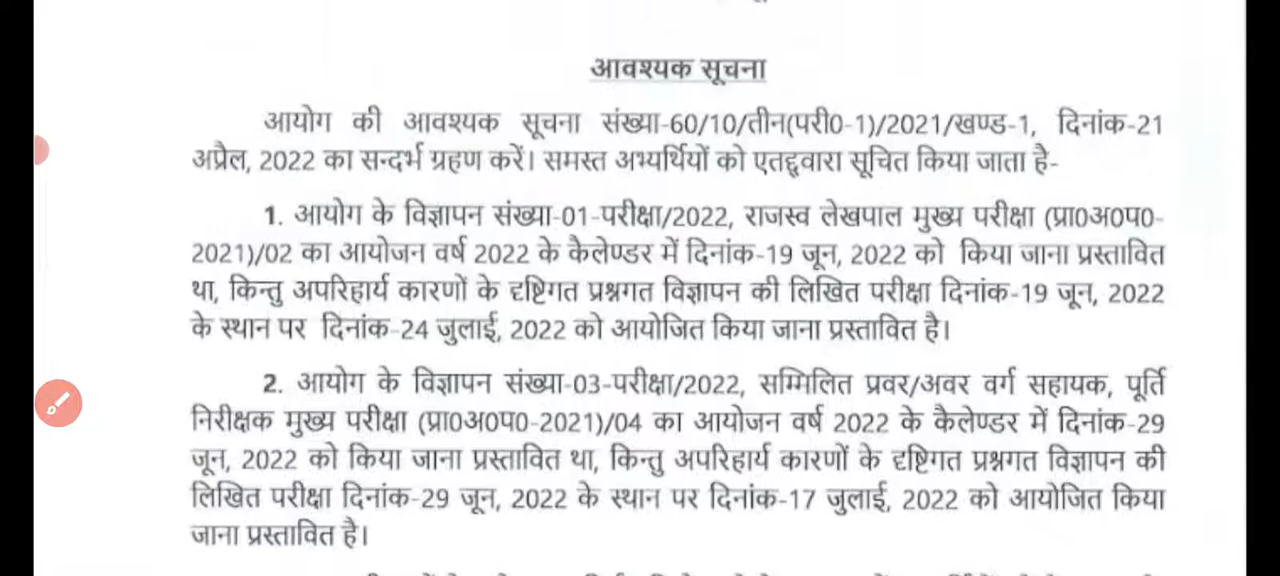 आवश्यक सूचना
आयोग की आवश्यक सूचना संख्या-60/10/तीन(परी0-1)/2021/खण्ड-1, दिनांक-21
अप्रैल, 2022 का सन्दर्भ ग्रहण करें। समस्त अभ्यर्थियों को एतद्द्वारा सूचित किया जाता है-
1. आयोग के विज्ञापन संख्या-01-परीक्षा/2022, राजस्व लेखपाल मुख्य परीक्षा (प्रा0अ0प0-
2021)/02 का आयोजन वर्ष 2022 के कैलेण्डर में दिनांक-19 जून, 2022 को किया जाना प्रस्तावित
था, किन्तु अपरिहार्य कारणों के दृष्टिगत प्रश्नगत विज्ञापन की लिखित परीक्षा दिनांक-19 जून, 2022
के स्थान पर दिनांक-24 जुलाई, 2022 को आयोजित किया जाना प्रस्तावित है।
2. आयोग के विज्ञापन संख्या-03-परीक्षा/2022, सम्मिलित प्रवर/अवर वर्ग सहायक, पूर्ति
निरीक्षक मुख्य परीक्षा (प्रा0अ0प0-2021)/04 का आयोजन वर्ष 2022 के कैलेण्डर में दिनांक-29
जून, 2022 को किया जाना प्रस्तावित था, किन्तु अपरिहार्य कारणों के दृष्टिगत प्रश्नगत विज्ञापन की
लिखित परीक्षा दिनांक-29 जून, 2022 के स्थान पर दिनांक-17 जुलाई, 2022 को आयोजित किया
जाना प्रस्तावित है।